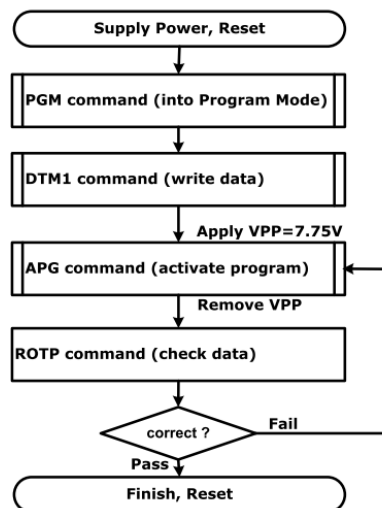 Supply Power, Reset
PGM command (into Program Mode)
DTM1 command (write data)
Apply VPP=7.75V
APG command (activate program)
Remove VPP
ROTP command (check data)
correct ?
Fail
Pass
Finish, Reset